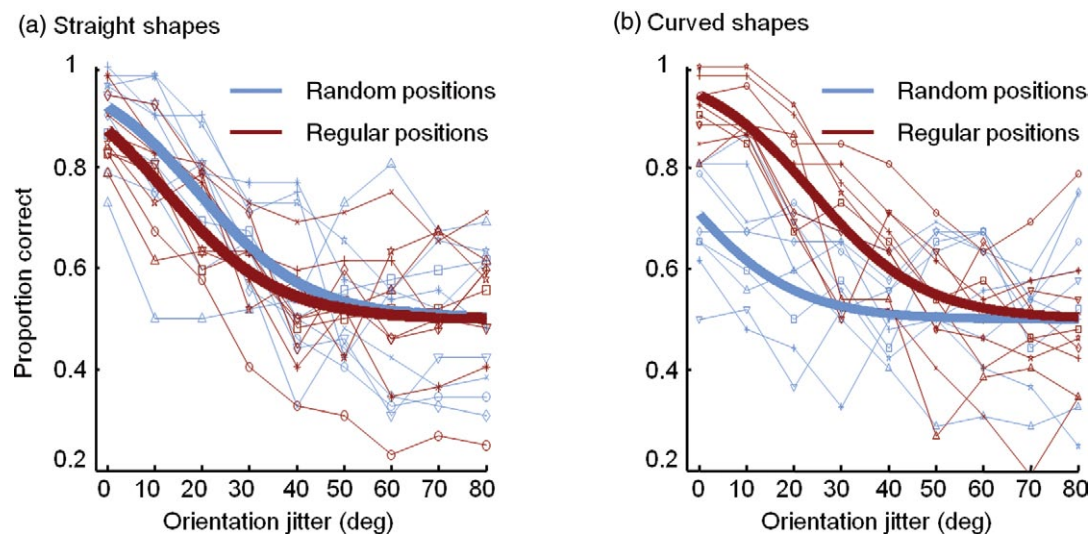 (a) Straight shapes
1
0.8
0.6
0.4
0.2
Proportion correct
Random positions
Regular positions
0 10 20 30 40 50 60 70 80
Orientation jitter (deg)
(b) Curved shapes
1
0.8
0.6
0.4
0.2
Random positions
Regular positions
0 10 20 30 40 50 60 70 80
Orientation jitter (deg)